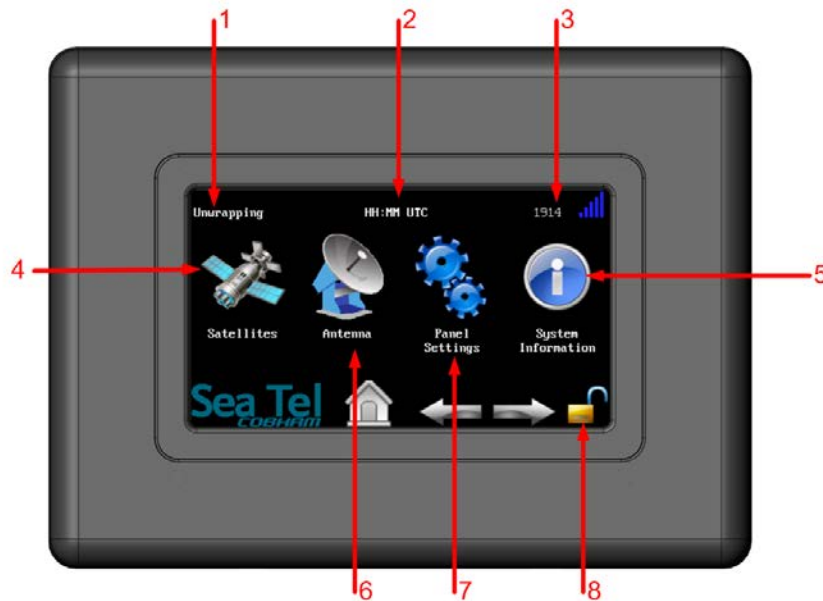 1 2 3
Unwrapping HH:MM UTC 1914
4 5
Satellites Antenna Panel Settings System Information
Sea Tel
COBHAM
6 7 8